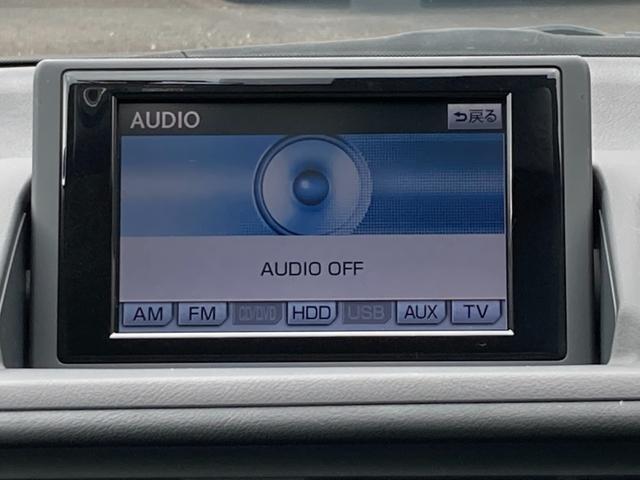 AUDIO
戻る
AUDIO OFF
AM FM CD/DVD HDD USB AUX TV